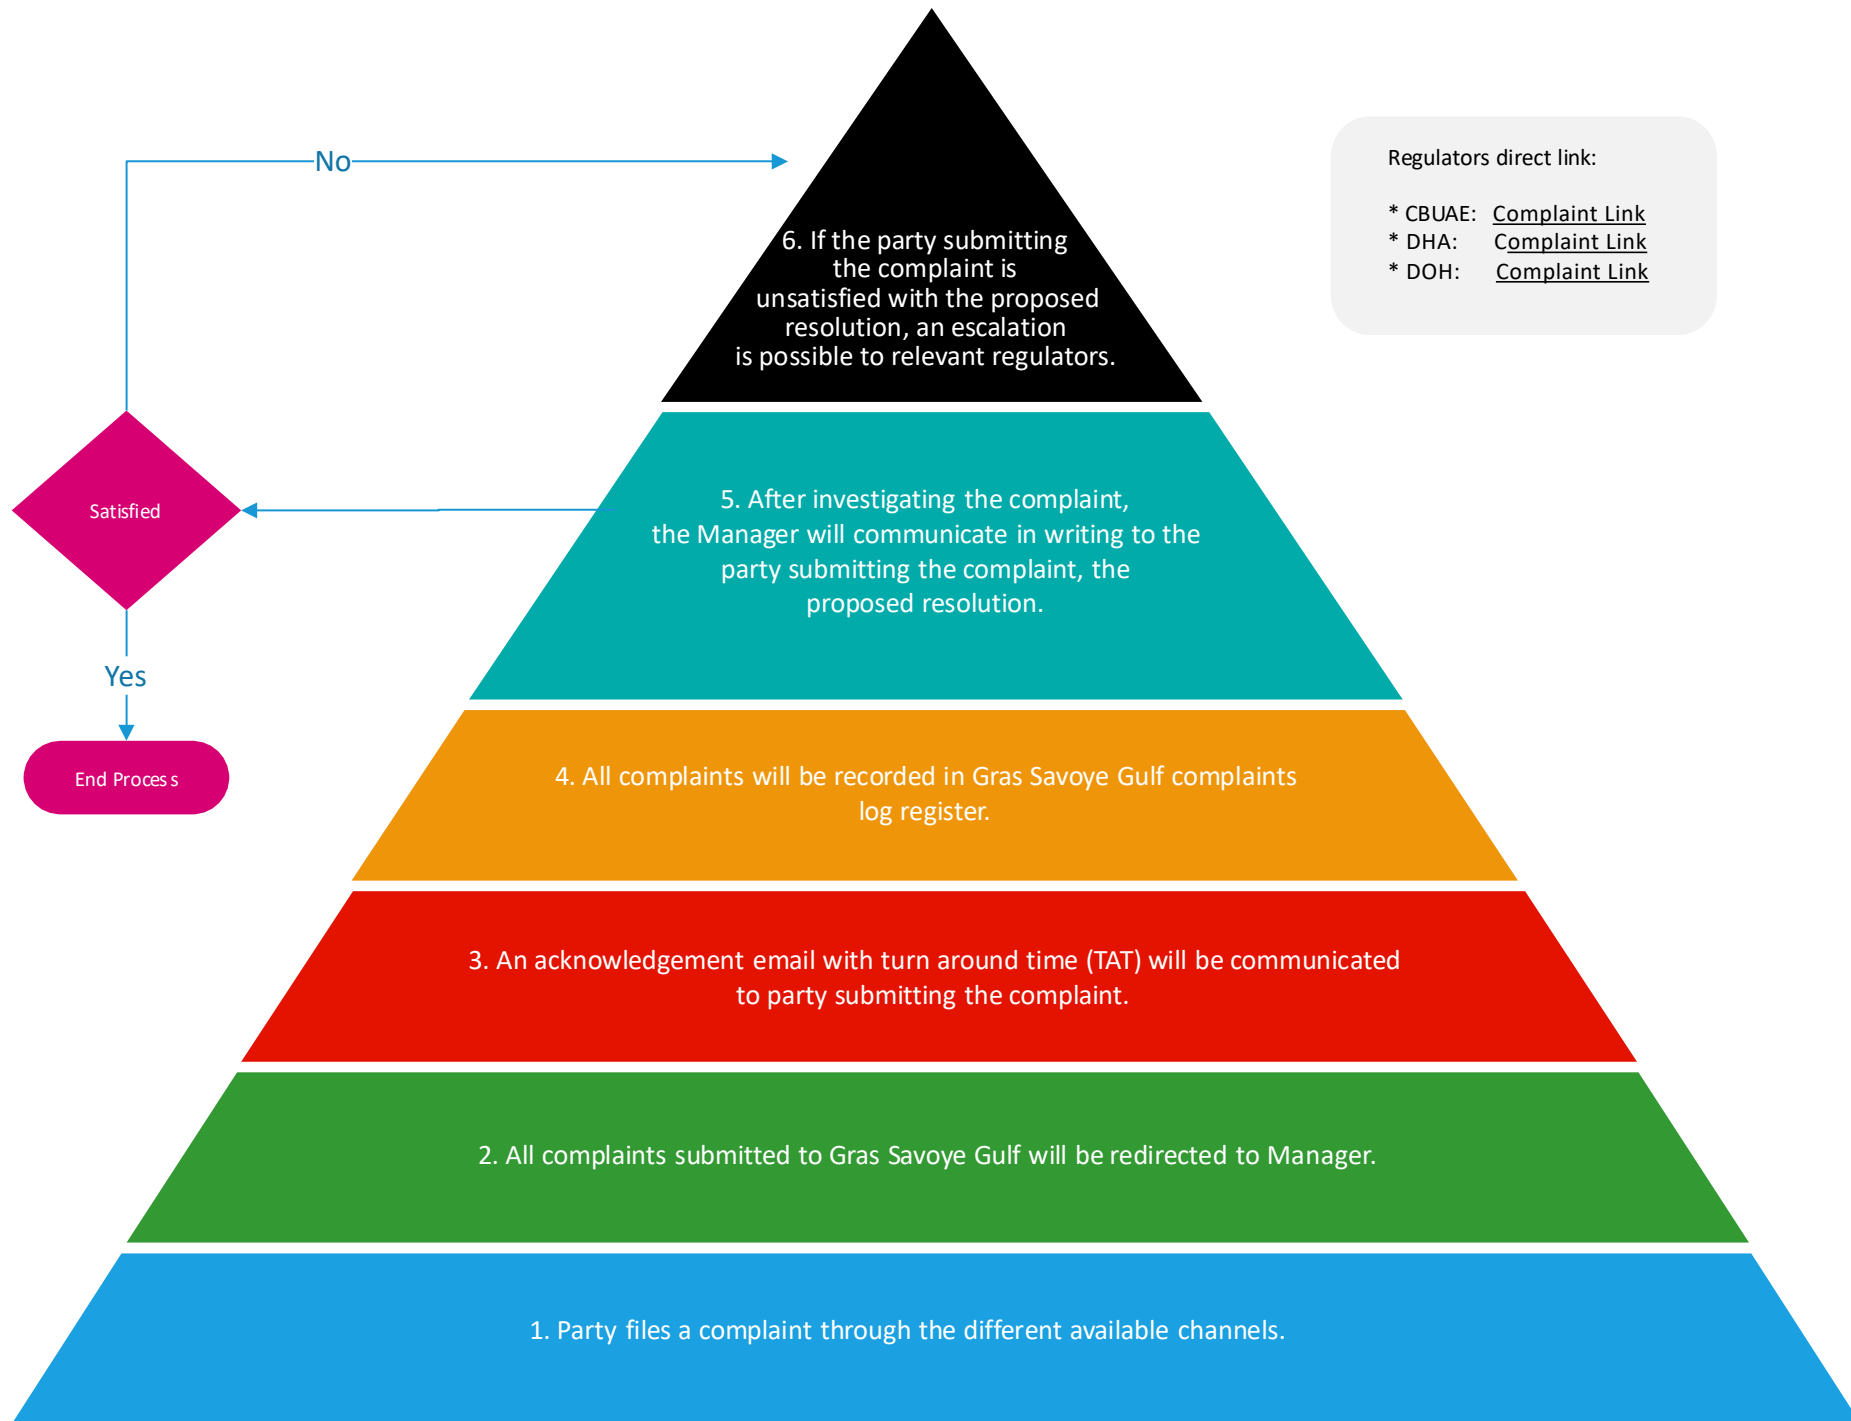 No
Regulators direct link:
* CBUAE: Complaint Link
* DHA: Complaint Link
* DOH: Complaint Link
6. If the party submitting
the complaint is
unsatisfied with the proposed
resolution, an escalation
is possible to relevant regulators.
Satisfied
5. After investigating the complaint,
the Manager will communicate in writing to the
party submitting the complaint, the
proposed resolution.
Yes
End Process
4. All complaints will be recorded in Gras Savoye Gulf complaints
log register.
3. An acknowledgement email with turn around time (TAT) will be communicated
to party submitting the complaint.
2. All complaints submitted to Gras Savoye Gulf will be redirected to Manager.
1. Party files a complaint through the different available channels.